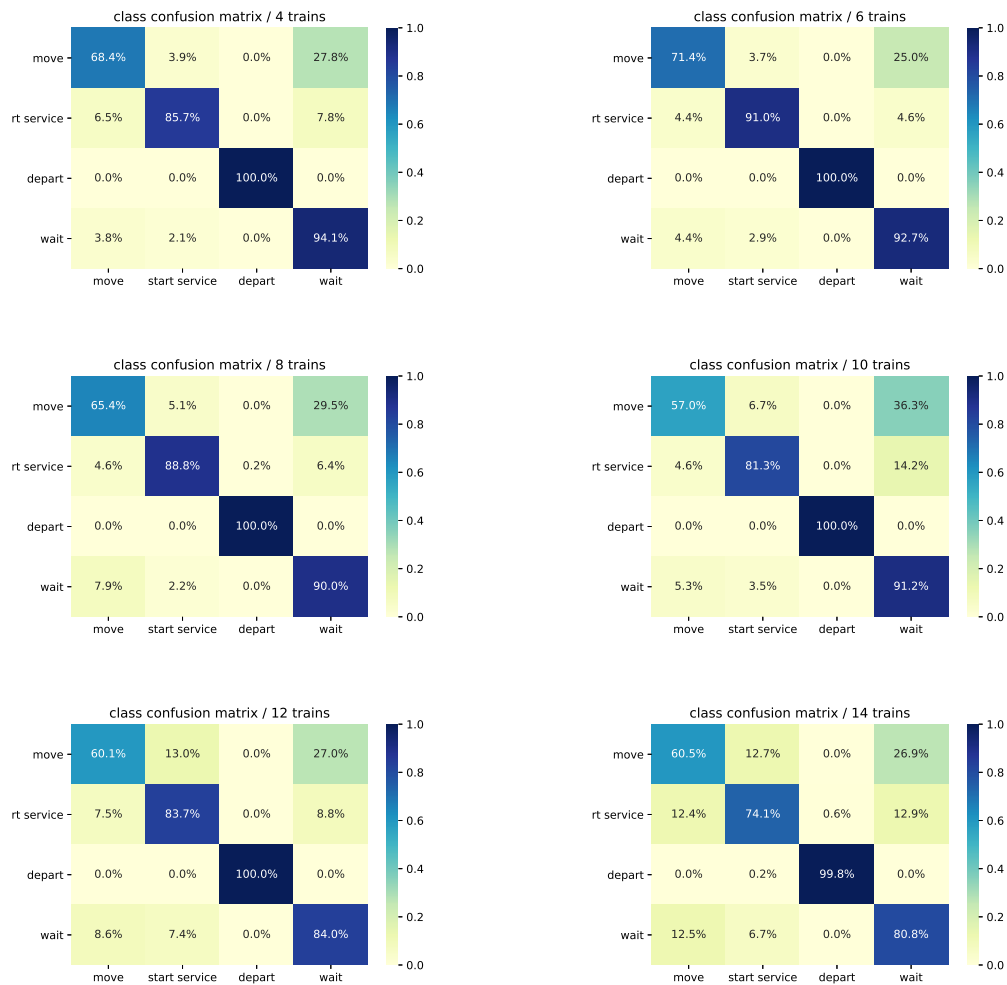 class confusion matrix / 4 trains
move 68.4% 3.9% 0.0% 27.8%
rt service 6.5% 85.7% 0.0% 7.8%
depart 0.0% 0.0% 100.0% 0.0%
wait 3.8% 2.1% 0.0% 94.1%
move start service depart wait
1.0
0.8
0.6
0.4
0.2
0.0
class confusion matrix / 6 trains
move 71.4% 3.7% 0.0% 25.0%
rt service 4.4% 91.0% 0.0% 4.6%
depart 0.0% 0.0% 100.0% 0.0%
wait 4.4% 2.9% 0.0% 92.7%
move start service depart wait
1.0
0.8
0.6
0.4
0.2
0.0
class confusion matrix / 8 trains
move 65.4% 5.1% 0.0% 29.5%
rt service 4.6% 88.8% 0.2% 6.4%
depart 0.0% 0.0% 100.0% 0.0%
wait 7.9% 2.2% 0.0% 90.0%
move start service depart wait
1.0
0.8
0.6
0.4
0.2
0.0
class confusion matrix / 10 trains
move 57.0% 6.7% 0.0% 36.3%
rt service 4.6% 81.3% 0.0% 14.2%
depart 0.0% 0.0% 100.0% 0.0%
wait 5.3% 3.5% 0.0% 91.2%
move start service depart wait
1.0
0.8
0.6
0.4
0.2
0.0
class confusion matrix / 12 trains
move 60.1% 13.0% 0.0% 27.0%
rt service 7.5% 83.7% 0.0% 8.8%
depart 0.0% 0.0% 100.0% 0.0%
wait 8.6% 7.4% 0.0% 84.0%
move start service depart wait
1.0
0.8
0.6
0.4
0.2
0.0
class confusion matrix / 14 trains
move 60.5% 12.7% 0.0% 26.9%
rt service 12.4% 74.1% 0.6% 12.9%
depart 0.0% 0.2% 99.8% 0.0%
wait 12.5% 6.7% 0.0% 80.8%
move start service depart wait
1.0
0.8
0.6
0.4
0.2
0.0